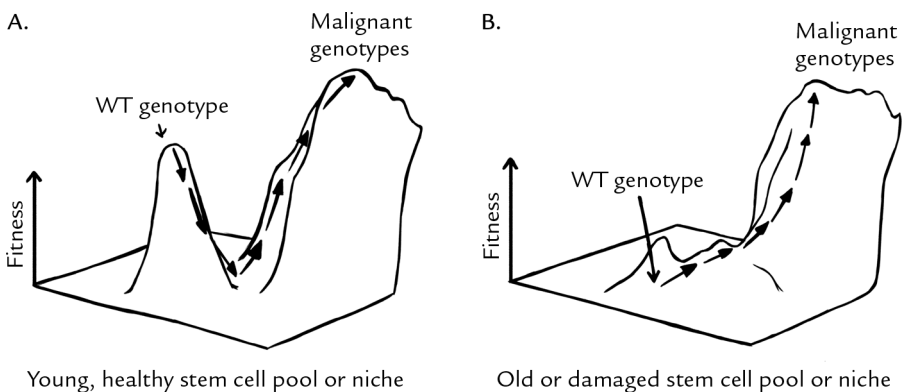 A.
Malignant
genotypes
WT genotype
Fitness
Young, healthy stem cell pool or niche
B.
Malignant
genotypes
WT genotype
Fitness
Old or damaged stem cell pool or niche